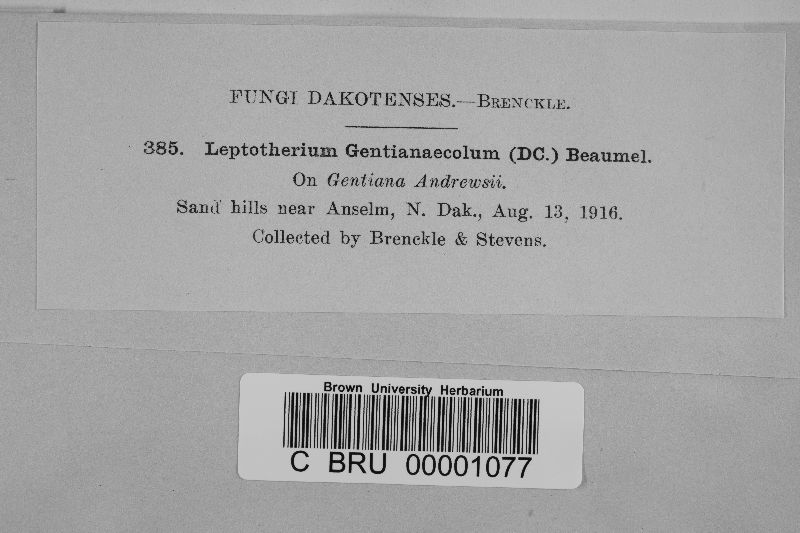 FUNGI DAKOTENSES.—BRENCKLE.
385. Leptotherium Gentianaecolum (DC.) Beaumel.
On Gentiana Andrewsii.
Sand hills near Anselm, N. Dak., Aug. 13, 1916.
Collected by Brenckle & Stevens.
Brown University Herbarium
C BRU 00001077